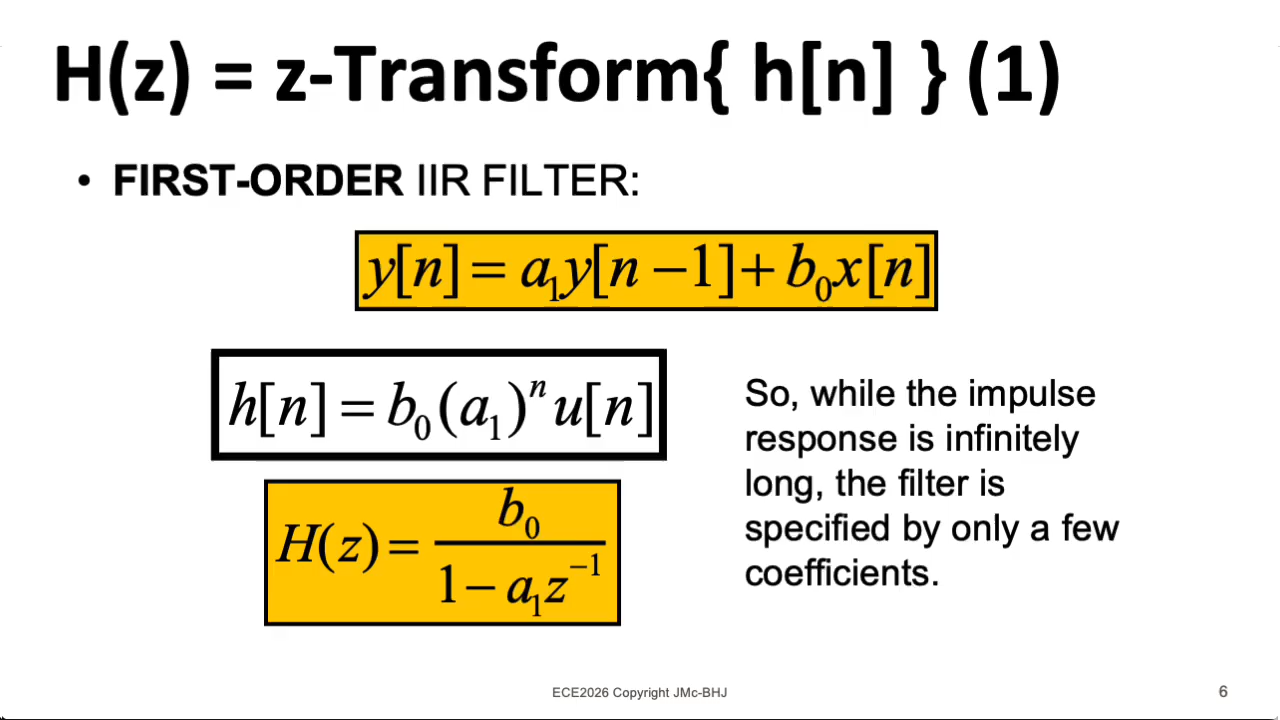 H(z) = z-Transform{ h[n] } (1)
• FIRST-ORDER IIR FILTER:
y[n] = a₁y[n − 1] + b₀x[n]
h[n] = b₀(a₁)ⁿ u[n]
H(z) = b₀ / (1 − a₁z⁻¹)
So, while the impulse
response is infinitely
long, the filter is
specified by only a few
coefficients.
ECE2026 Copyright JMc-BHJ
6